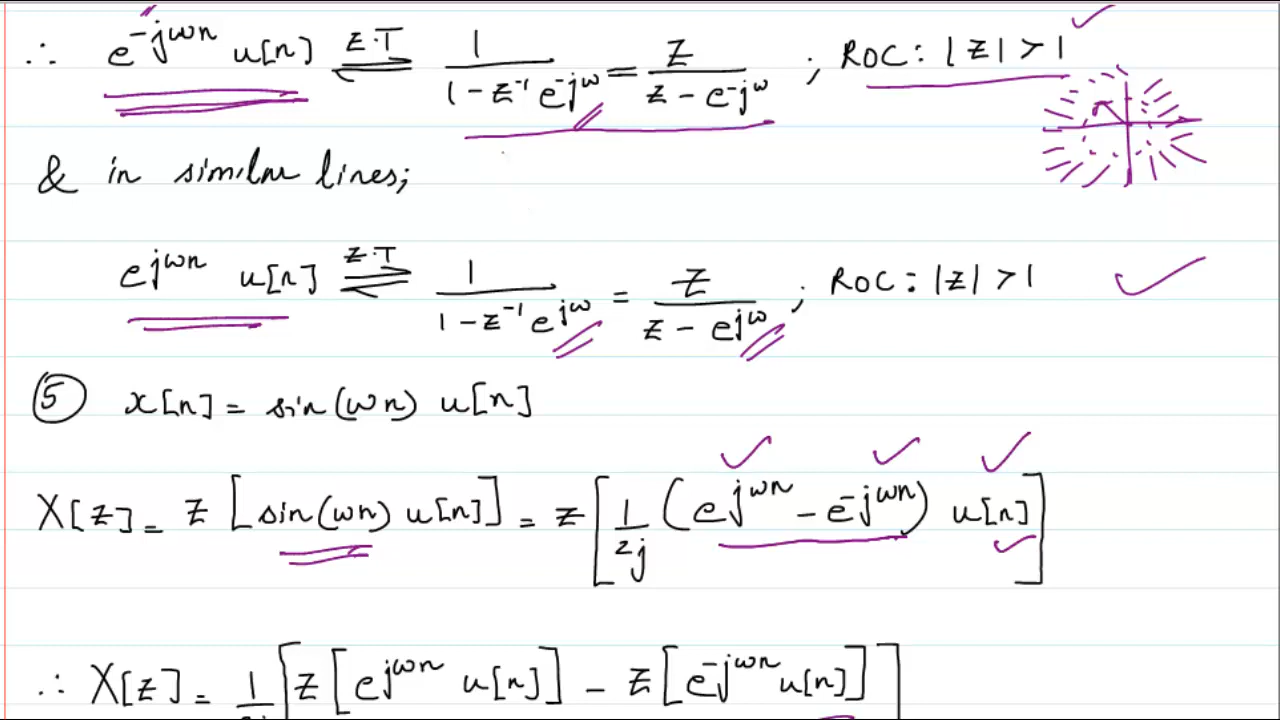 ∴ e^{-jωn} u[n] ⇌ Z.T 1/(1 - z^{-1} e^{-jω}) = z/(z - e^{-jω}) ; ROC: |z| > 1
& in similar lines;
e^{jωn} u[n] ⇌ Z.T 1/(1 - z^{-1} e^{jω}) = z/(z - e^{jω}) ; ROC: |z| > 1
⑤ x[n] = sin(ωn) u[n]
X[z] = z [sin(ωn) u[n]] = z [1/2j (e^{jωn} - e^{-jωn}) u[n]]
∴ X[z] = 1/2j [z[e^{jωn} u[n]] - z[e^{-jωn} u[n]]]